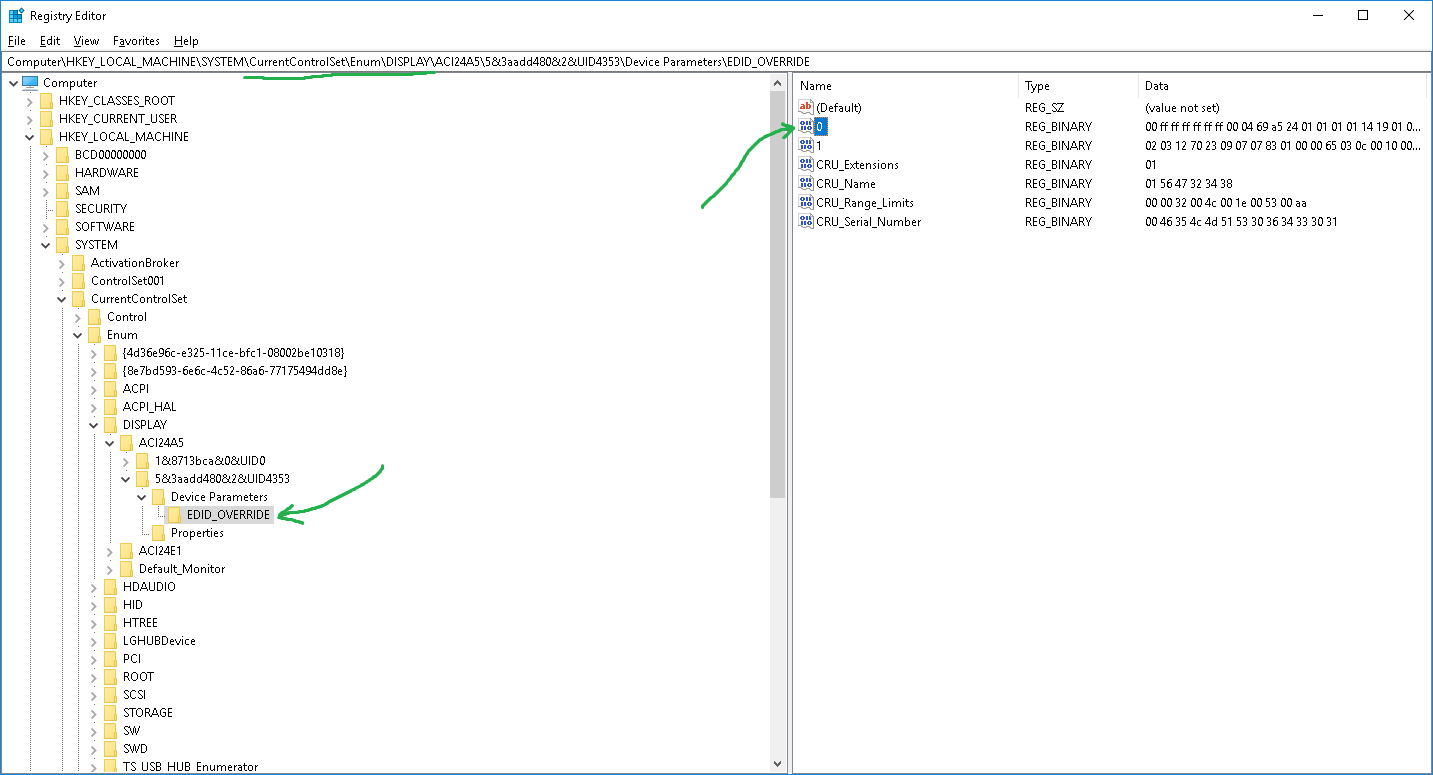 Registry Editor
File Edit View Favorites Help
Computer\HKEY_LOCAL_MACHINE\SYSTEM\CurrentControlSet\Enum\DISPLAY\ACI24A5\5&3aadd480&2&UID4353\Device Parameters\EDID_OVERRIDE
Computer
HKEY_CLASSES_ROOT
HKEY_CURRENT_USER
HKEY_LOCAL_MACHINE
BCD00000000
HARDWARE
SAM
SECURITY
SOFTWARE
SYSTEM
ActivationBroker
ControlSet001
CurrentControlSet
Control
Enum
{4d36e96c-e325-11ce-bfc1-08002be10318}
{8e7bd593-6e6c-4c52-86a6-77175494dd8e}
ACPI
ACPI_HAL
DISPLAY
ACI24A5
1&8713bca&0&UID0
5&3aadd480&2&UID4353
Device Parameters
EDID_OVERRIDE
Properties
ACI24E1
Default_Monitor
HDAUDIO
HID
HTREE
LGHUBDevice
PCI
ROOT
SCSI
STORAGE
SW
SWD
TS_USB_HUB_Enumerator
Name Type Data
(Default) REG_SZ (value not set)
0 REG_BINARY 00 ff ff ff ff ff ff 00 04 69 a5 24 01 01 01 01 14 19 01 0...
1 REG_BINARY 02 03 12 70 23 09 07 07 83 01 00 00 65 03 0c 00 10 00...
CRU_Extensions REG_BINARY 01
CRU_Name REG_BINARY 01 56 47 32 34 38
CRU_Range_Limits REG_BINARY 00 00 32 00 4c 00 1e 00 53 00 aa
CRU_Serial_Number REG_BINARY 00 46 35 4c 4d 51 53 30 36 34 33 30 31